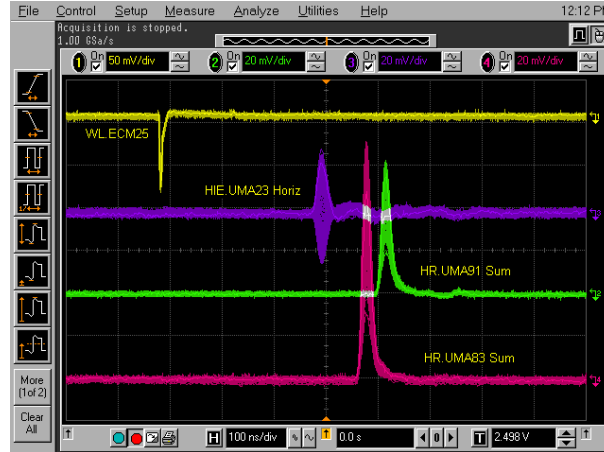 File Control Setup Measure Analyze Utilities Help 12:12 P
Acquisition is stopped.
1.00 GSa/s
1 On 50 mV/div 2 On 20 mV/div 3 On 20 mV/div 4 On 20 mV/div
WL.ECM25
HIE.UMA23 Horiz
HR.UMA91 Sum
HR.UMA83 Sum
More
(1of 2)
Clear
All
H 100 ns/div 0.0 s 0 T 2.498 V